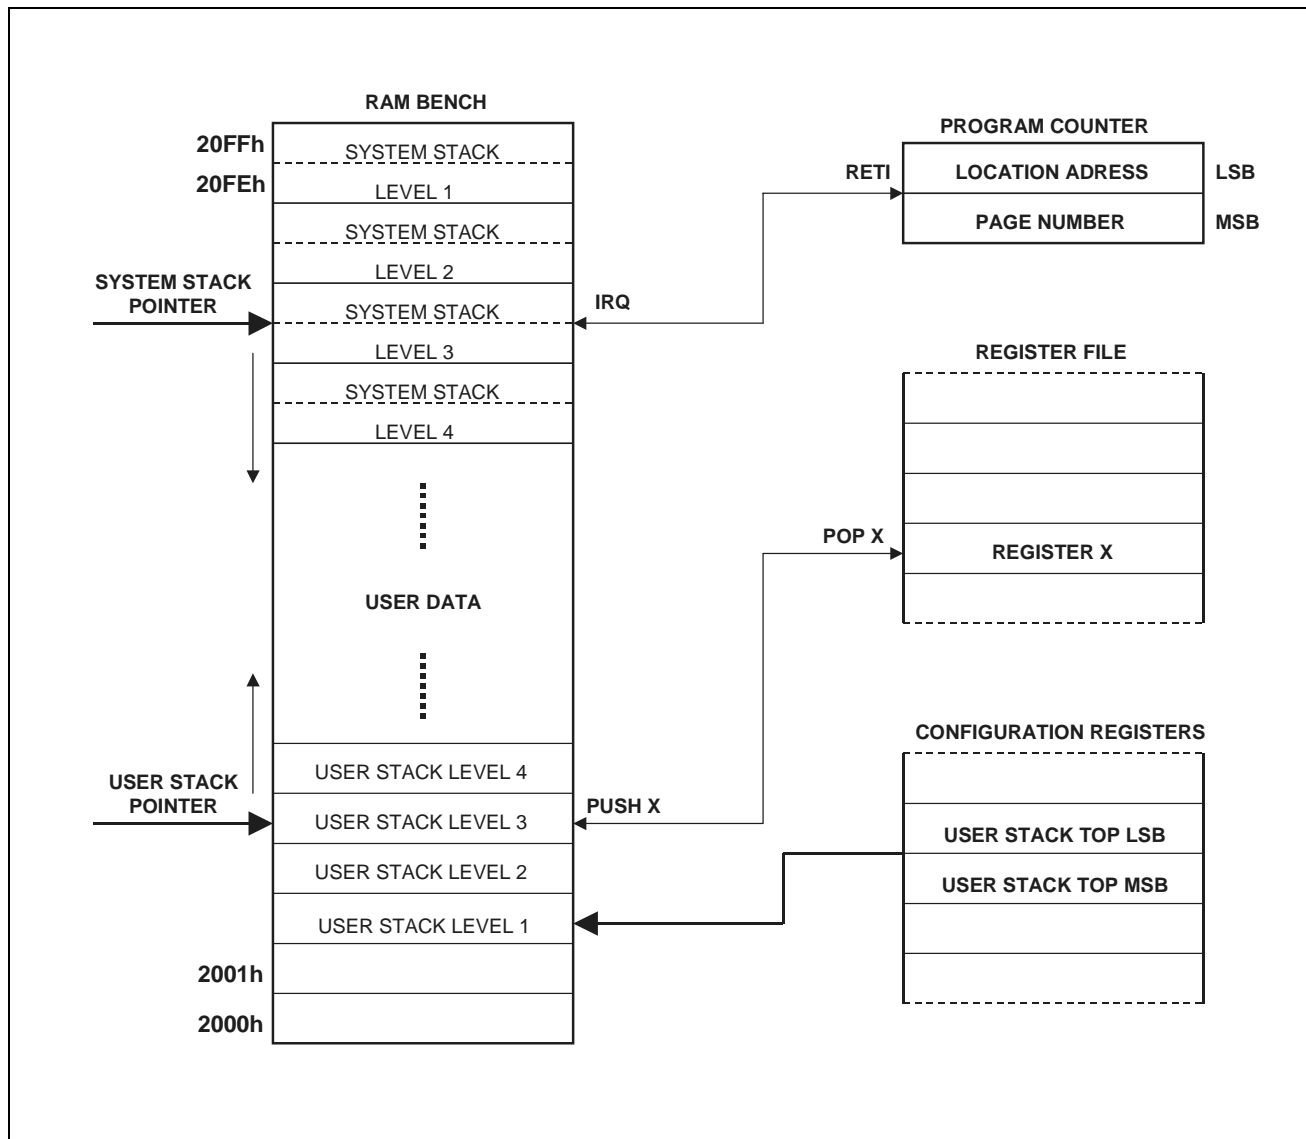 RAM BENCH
20FFh
SYSTEM STACK
20FEh
LEVEL 1
SYSTEM STACK
LEVEL 2
SYSTEM STACK
POINTER
SYSTEM STACK
LEVEL 3
SYSTEM STACK
LEVEL 4
USER DATA
USER STACK
POINTER
USER STACK LEVEL 4
USER STACK LEVEL 3
USER STACK LEVEL 2
USER STACK LEVEL 1
2001h
2000h
IRQ
RETI
PROGRAM COUNTER
LOCATION ADRESS
LSB
PAGE NUMBER
MSB
REGISTER FILE
POP X
REGISTER X
PUSH X
CONFIGURATION REGISTERS
USER STACK TOP LSB
USER STACK TOP MSB